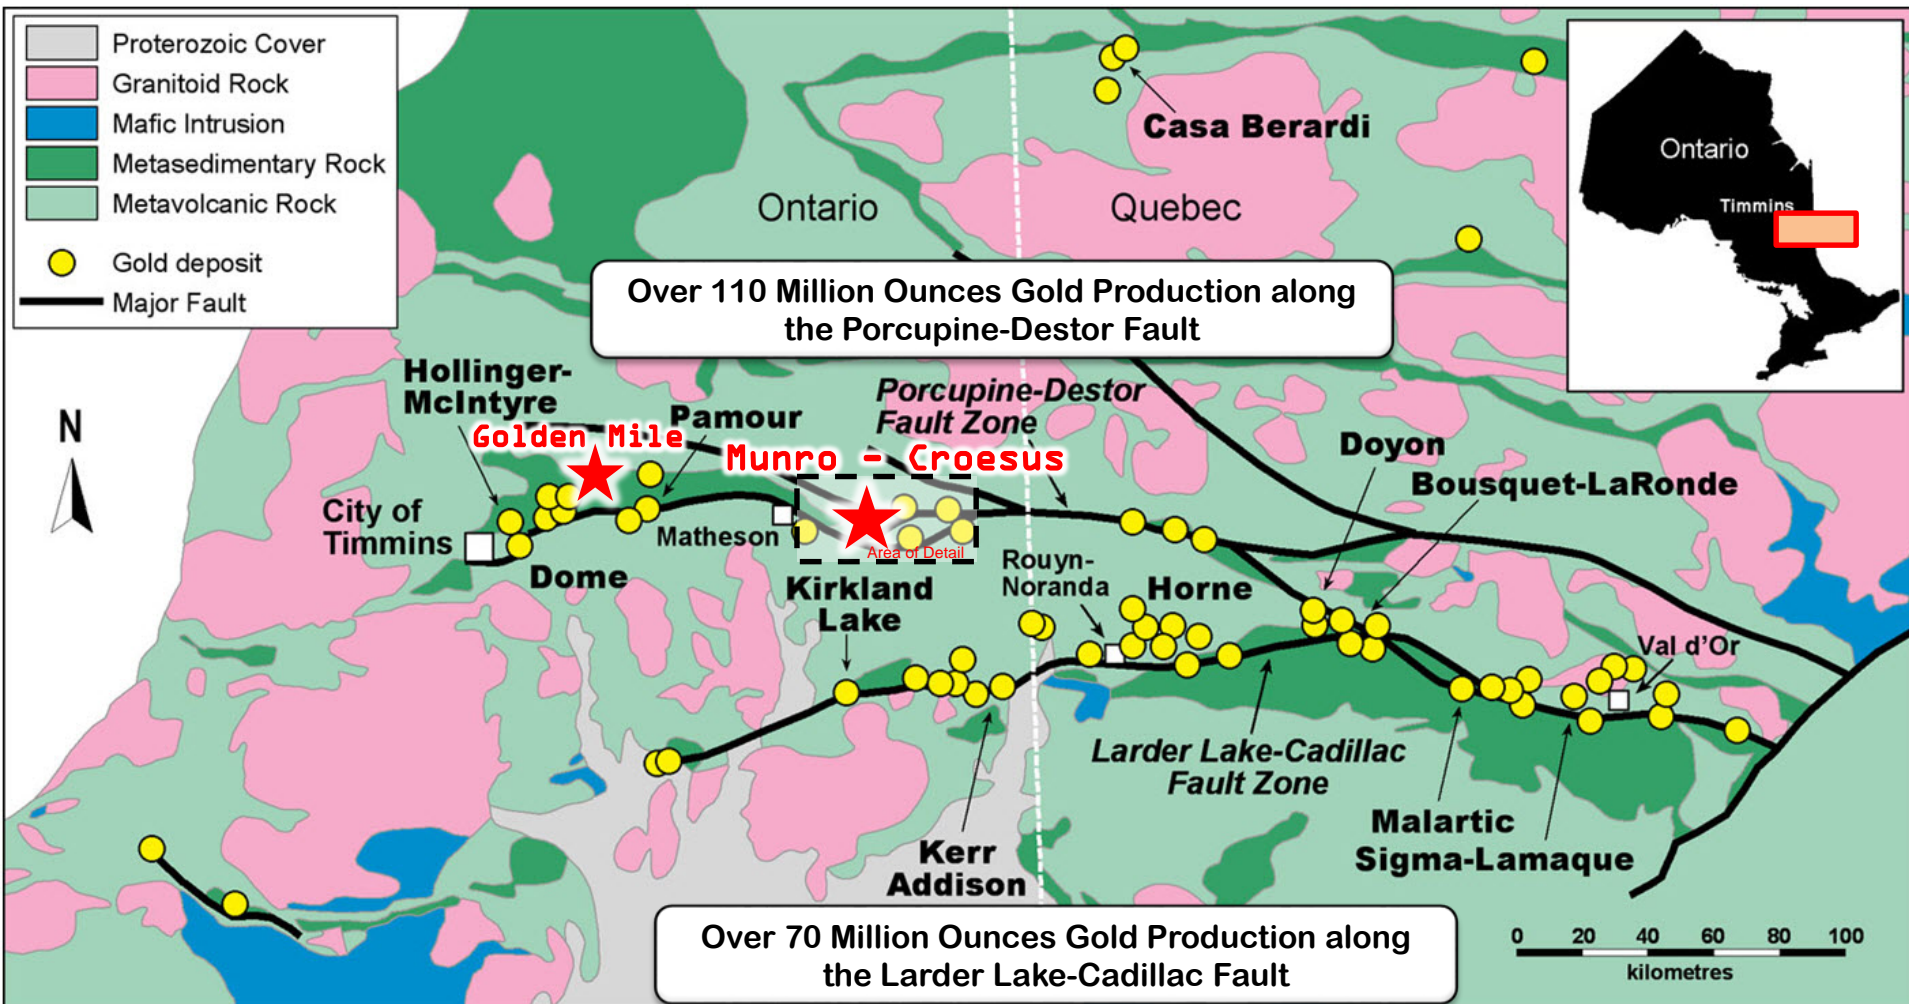 Proterozoic Cover
Granitoid Rock
Mafic Intrusion
Metasedimentary Rock
Metavolcanic Rock
Gold deposit
Major Fault
Casa Berardi
Ontario
Quebec
Ontario
Timmins
Over 110 Million Ounces Gold Production along
the Porcupine-Destor Fault
N
Hollinger-
McIntyre
Golden Mile
Pamour
Porcupine-Destor
Fault Zone
Munro - Croesus
Doyon
Bousquet-LaRonde
City of
Timmins
Matheson
Area of Detail
Dome
Kirkland
Lake
Rouyn-
Noranda
Horne
Val d'Or
Larder Lake-Cadillac
Fault Zone
Malartic
Sigma-Lamaque
Kerr
Addison
Over 70 Million Ounces Gold Production along
the Larder Lake-Cadillac Fault
0 20 40 60 80 100
kilometres